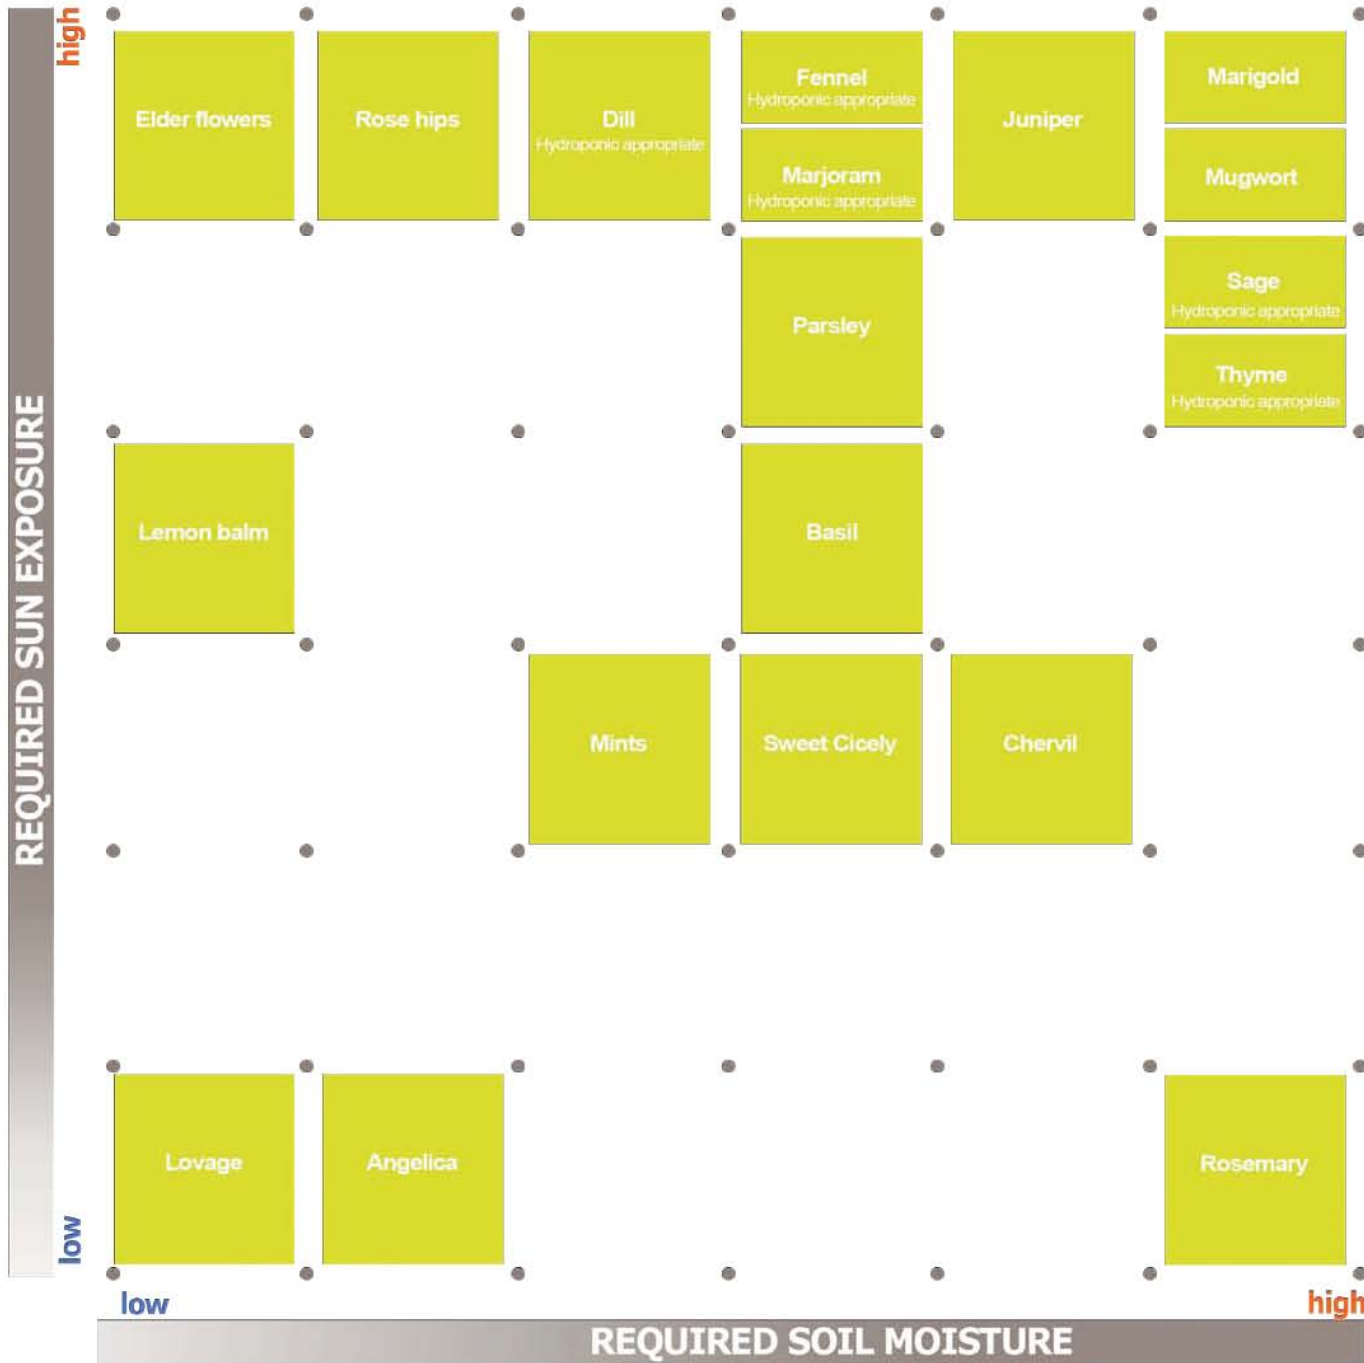 high
Elder flowers
Rose hips
Dill
Hydroponic appropriate
Fennel
Hydroponic appropriate
Marjoram
Hydroponic appropriate
Juniper
Marigold
Mugwort
Parsley
Sage
Hydroponic appropriate
Thyme
Hydroponic appropriate
Lemon balm
Basil
Mints
Sweet Cicely
Chervil
Lovage
Angelica
Rosemary
REQUIRED SUN EXPOSURE
low
low
high
REQUIRED SOIL MOISTURE